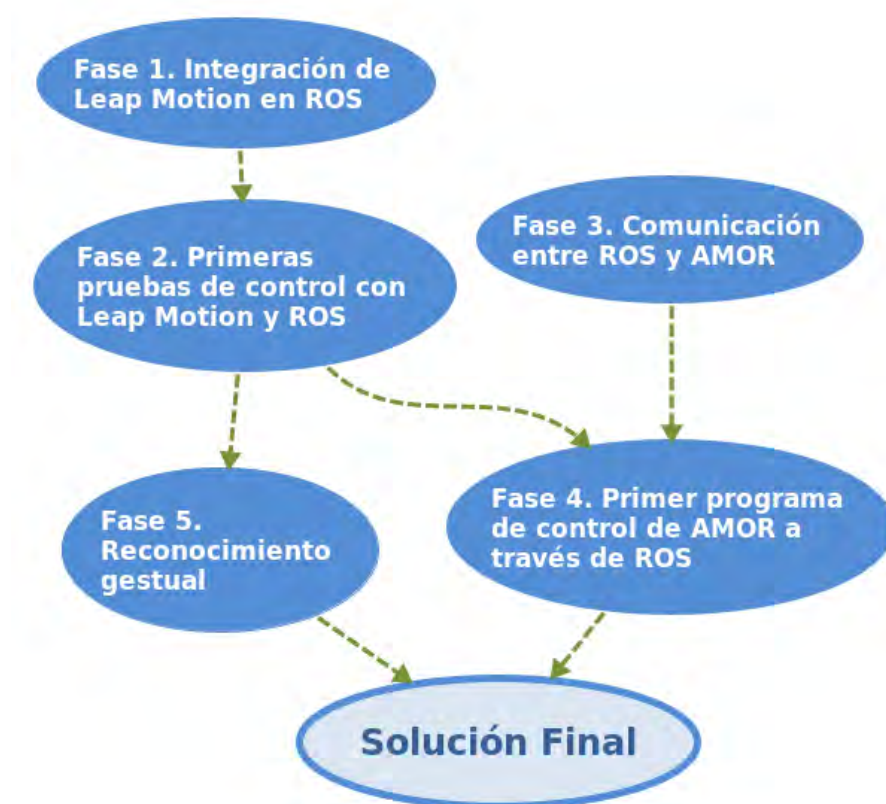 Fase 1. Integración de
Leap Motion en ROS
Fase 2. Primeras
pruebas de control con
Leap Motion y ROS
Fase 3. Comunicación
entre ROS y AMOR
Fase 4. Primer programa
de control de AMOR a
través de ROS
Fase 5.
Reconocimiento
gestual
Solución Final